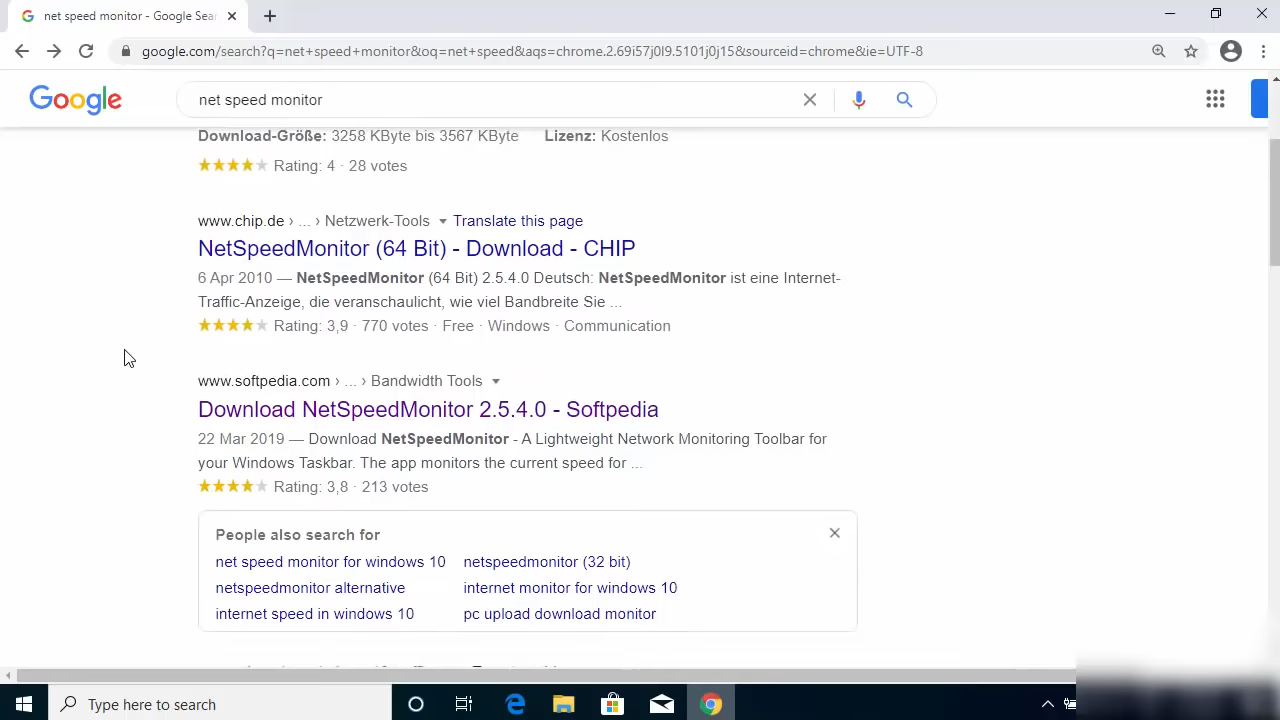 net speed monitor - Google Sear
google.com/search?q=net+speed+monitor&oq=net+speed&aqs=chrome.2.69i57j0l9.5101j0j15&sourceid=chrome&ie=UTF-8
Google
net speed monitor
Download-Größe: 3258 KByte bis 3567 KByte Lizenz: Kostenlos
Rating: 4 · 28 votes
www.chip.de › ... › Netzwerk-Tools Translate this page
NetSpeedMonitor (64 Bit) - Download - CHIP
6 Apr 2010 — NetSpeedMonitor (64 Bit) 2.5.4.0 Deutsch: NetSpeedMonitor ist eine Internet-
Traffic-Anzeige, die veranschaulicht, wie viel Bandbreite Sie ...
Rating: 3,9 · 770 votes · Free · Windows · Communication
www.softpedia.com › ... › Bandwidth Tools
Download NetSpeedMonitor 2.5.4.0 - Softpedia
22 Mar 2019 — Download NetSpeedMonitor - A Lightweight Network Monitoring Toolbar for
your Windows Taskbar. The app monitors the current speed for ...
Rating: 3,8 · 213 votes
People also search for
net speed monitor for windows 10 netspeedmonitor (32 bit)
netspeedmonitor alternative internet monitor for windows 10
internet speed in windows 10 pc upload download monitor
Type here to search